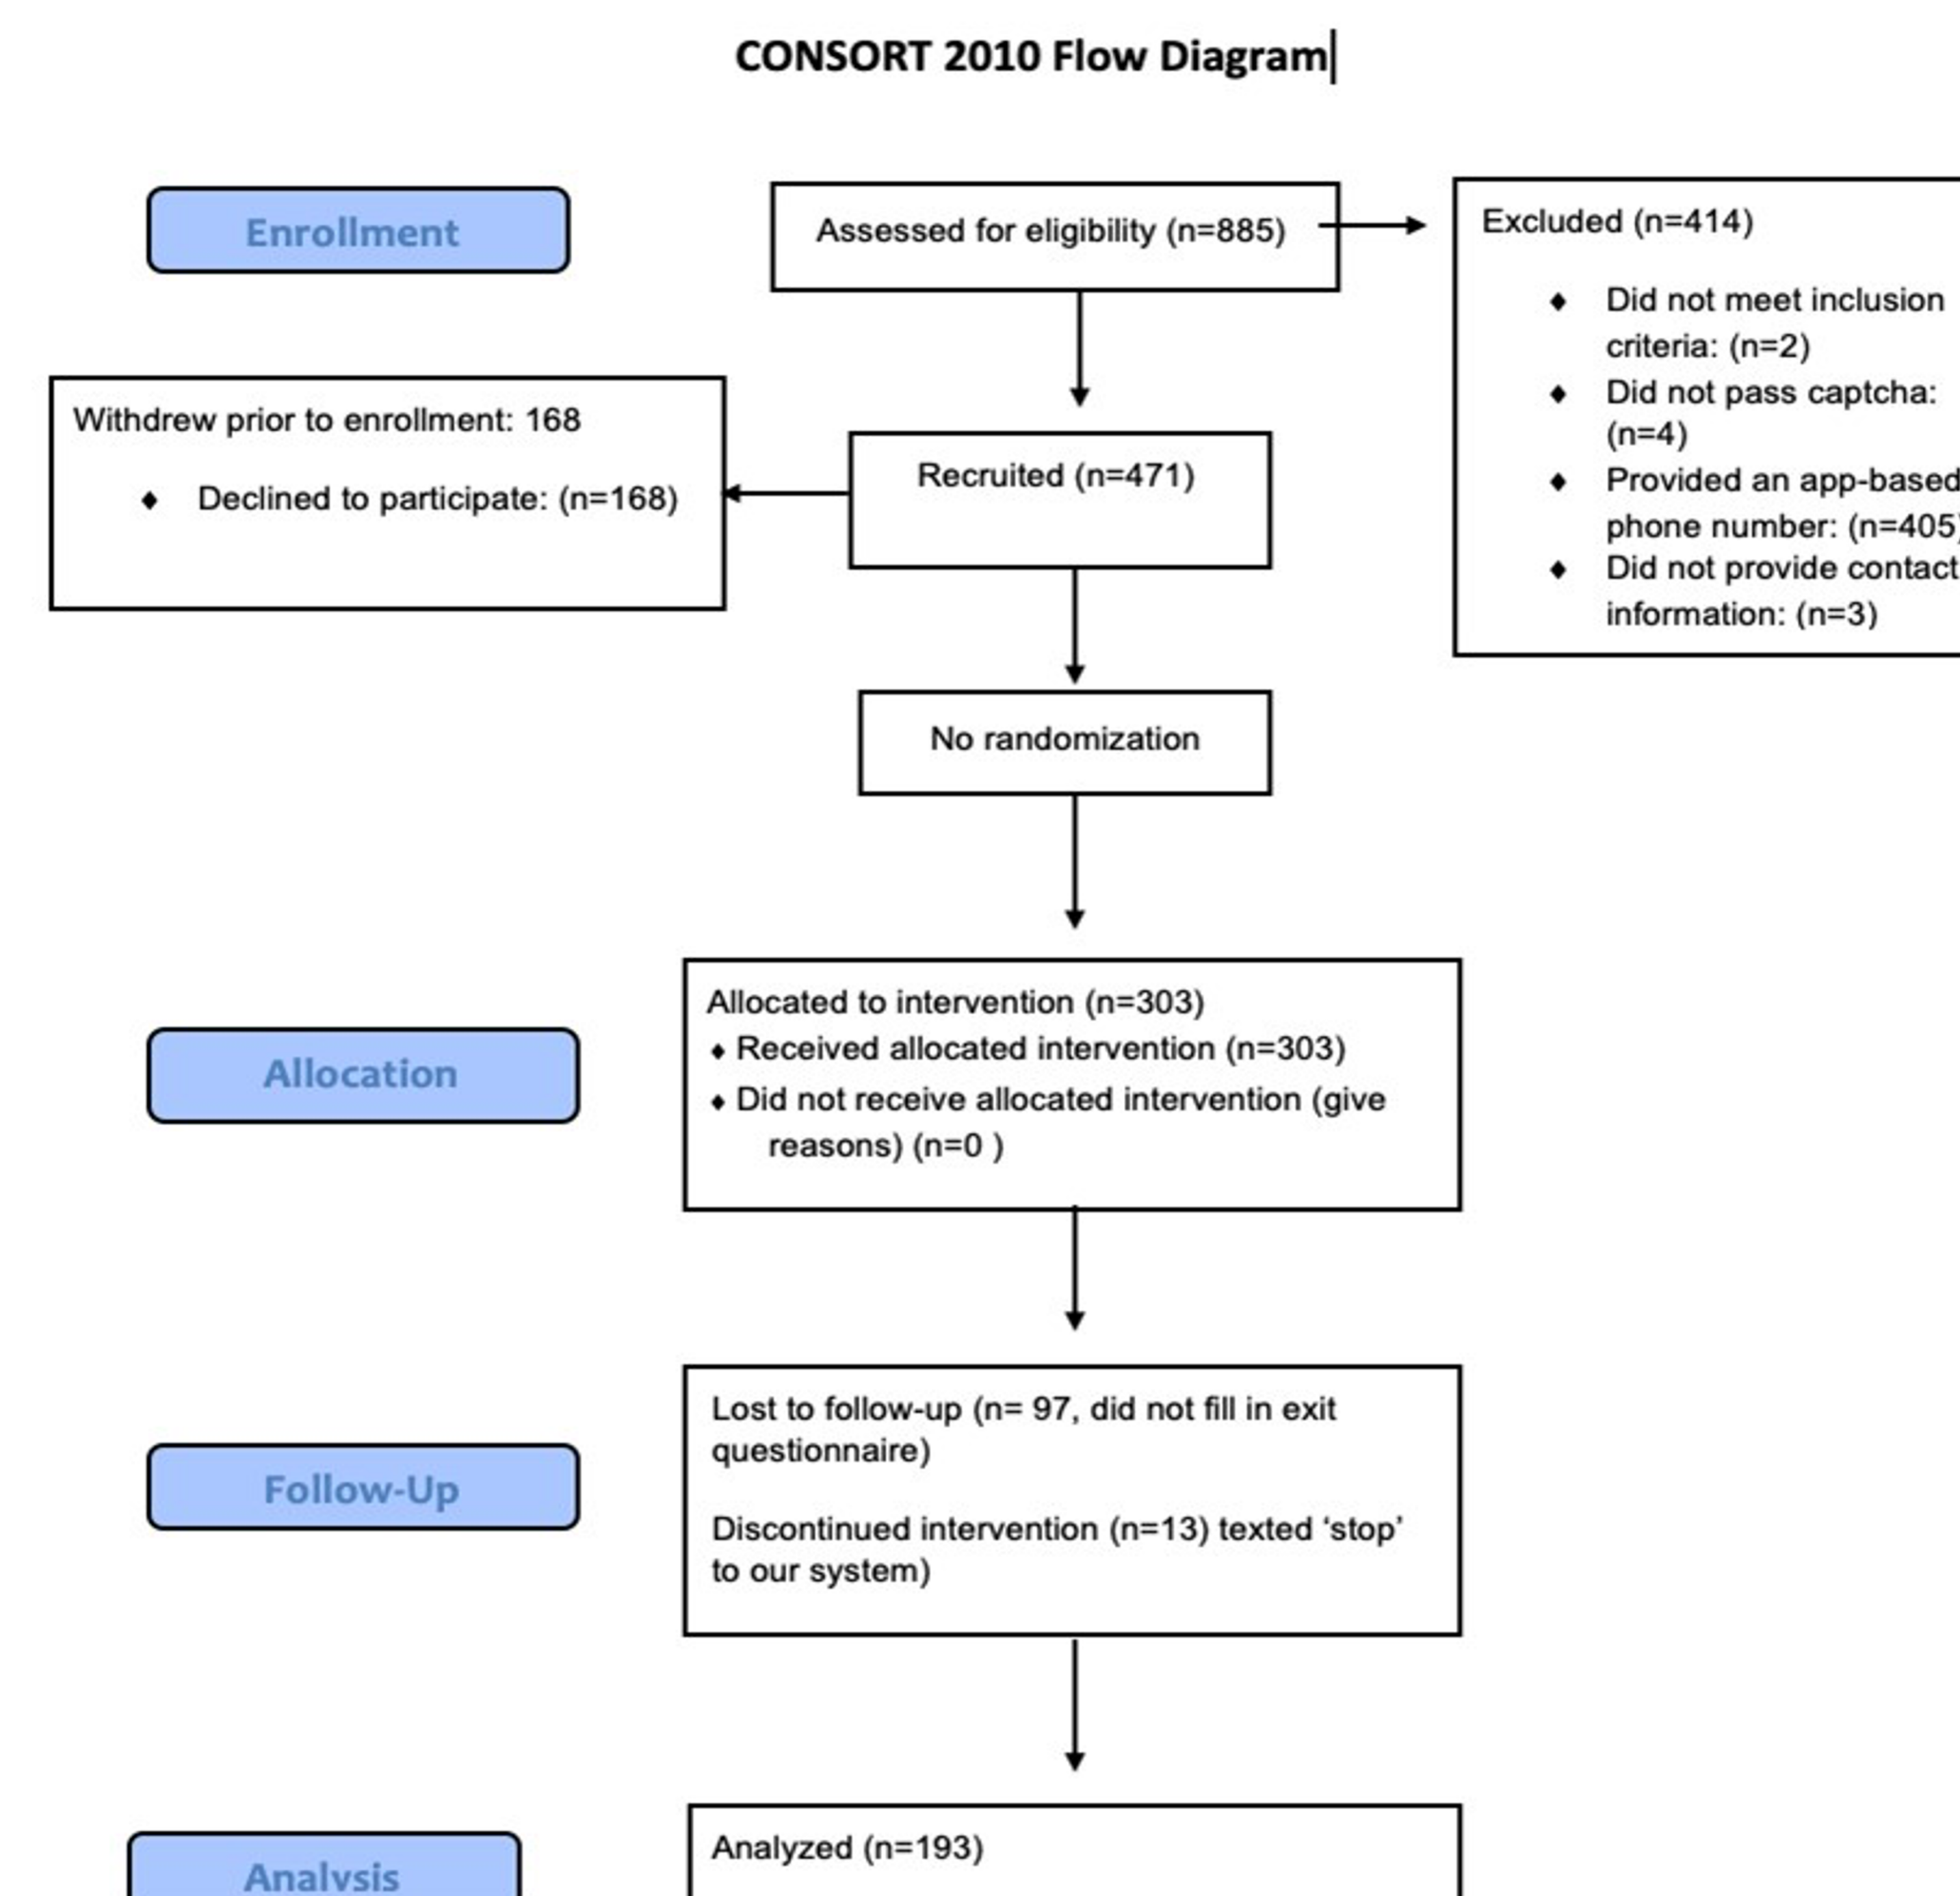 CONSORT 2010 Flow Diagram
Enrollment
Assessed for eligibility (n=885)
Excluded (n=414)
♦ Did not meet inclusion
criteria: (n=2)
♦ Did not pass captcha:
(n=4)
♦ Provided an app-based
phone number: (n=405)
♦ Did not provide contact
information: (n=3)
Withdrew prior to enrollment: 168
♦ Declined to participate: (n=168)
Recruited (n=471)
No randomization
Allocation
Allocated to intervention (n=303)
♦ Received allocated intervention (n=303)
♦ Did not receive allocated intervention (give
reasons) (n=0 )
Follow-Up
Lost to follow-up (n= 97, did not fill in exit
questionnaire)
Discontinued intervention (n=13) texted ‘stop’
to our system)
Analysis
Analyzed (n=193)